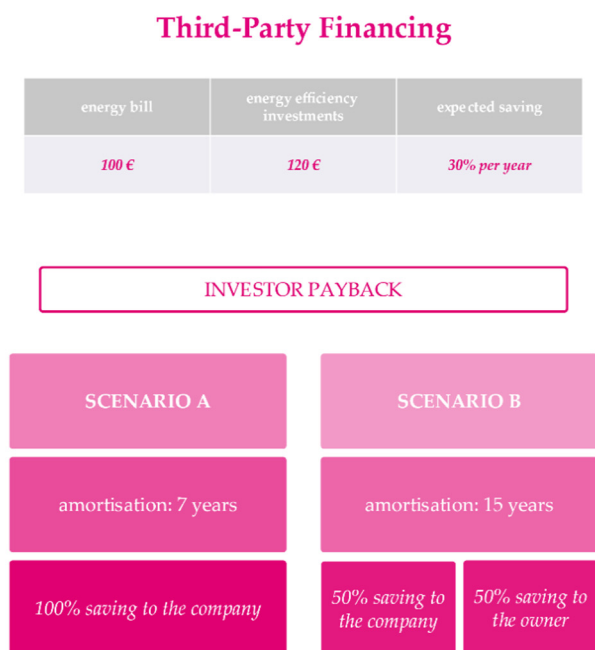 Third-Party Financing
energy bill
energy efficiency
investments
expected saving
100 €
120 €
30% per year
INVESTOR PAYBACK
SCENARIO A
SCENARIO B
amortisation: 7 years
amortisation: 15 years
100% saving to the company
50% saving to
the company
50% saving to
the owner